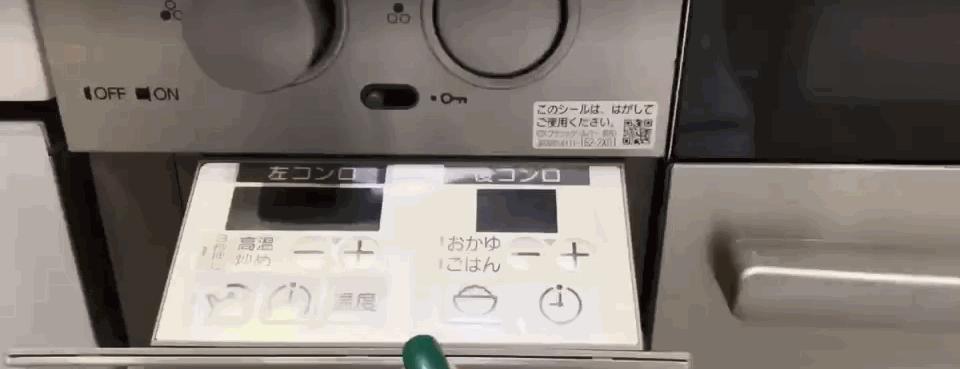 OFF ON
このシールは、はがして
ご使用ください。
左コンロ
後コンロ
高温
炒め
おかゆ
ごはん
温度